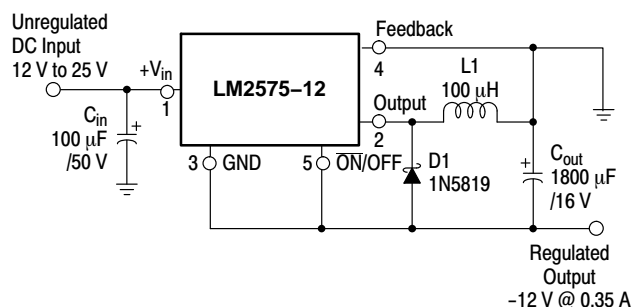 Unregulated
DC Input
12 V to 25 V
+Vin
1
Cin
100 μF
/50 V
LM2575–12
Feedback
4
Output
2
3 GND
5 ON/OFF
L1
100 μH
D1
1N5819
Cout
1800 μF
/16 V
Regulated
Output
–12 V @ 0.35 A